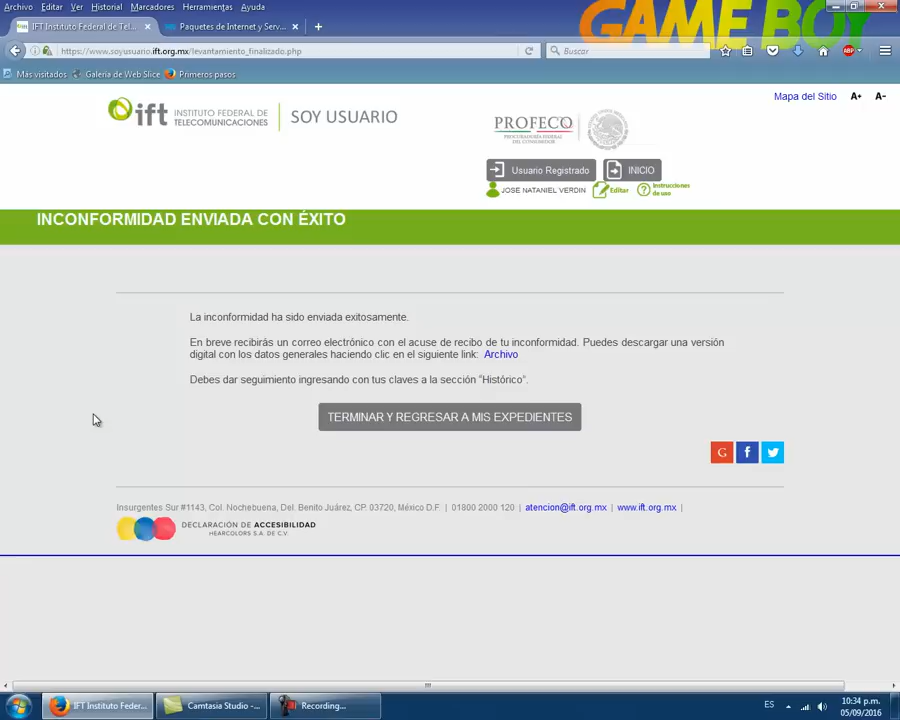 Archivo Editar Ver Historial Marcadores Herramientas Ayuda
GAME BOY
IFT Instituto Federal de Tel...
Paquetes de Internet y Serv...
https://www.soyusuario.ift.org.mx/levantamiento_finalizado.php
Buscar
ABP
Más visitados Galería de Web Slice Primeros pasos
Mapa del Sitio A+ A-
ift INSTITUTO FEDERAL DE TELECOMUNICACIONES SOY USUARIO
PROFECO
PROCURADURÍA FEDERAL
DEL CONSUMIDOR
Usuario Registrado INICIO
JOSE NATANIEL VERDIN Editar Instrucciones de uso
INCONFORMIDAD ENVIADA CON ÉXITO
La inconformidad ha sido enviada exitosamente.
En breve recibirás un correo electrónico con el acuse de recibo de tu inconformidad. Puedes descargar una versión
digital con los datos generales haciendo clic en el siguiente link: Archivo
Debes dar seguimiento ingresando con tus claves a la sección "Histórico".
TERMINAR Y REGRESAR A MIS EXPEDIENTES
G f
Insurgentes Sur #1143, Col. Nochebuena, Del. Benito Juárez, CP. 03720, México D.F. | 01800 2000 120 | atencion@ift.org.mx | www.ift.org.mx |
DECLARACIÓN DE ACCESIBILIDAD
HEARCOLORS S.A. DE C.V.
IFT Instituto Feder... Camtasia Studio -... Recording...
ES
10:34 p.m.
05/09/2016